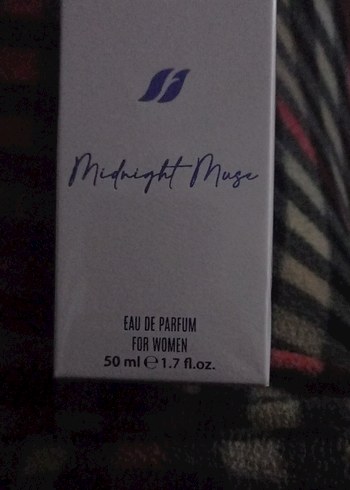 Midnight Muse
EAU DE PARFUM
FOR WOMEN
50 ml ℮ 1.7 fl.oz.